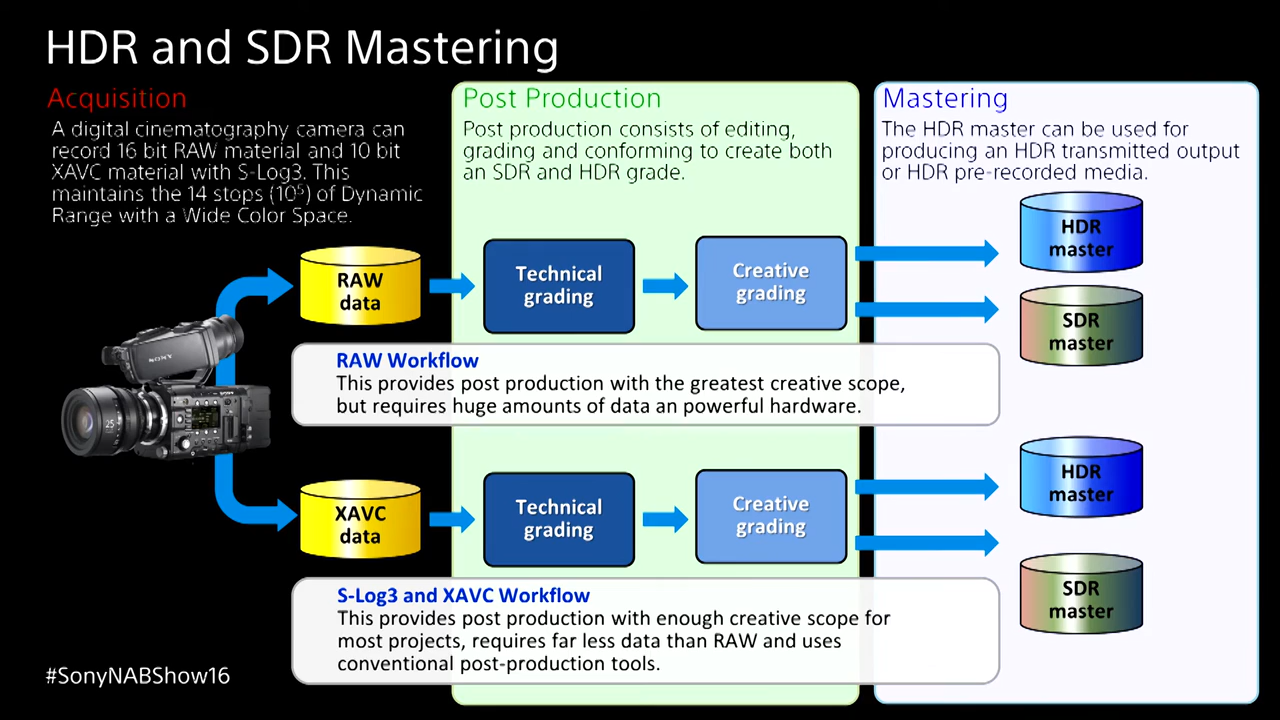 HDR and SDR Mastering
Acquisition
A digital cinematography camera can
record 16 bit RAW material and 10 bit
XAVC material with S-Log3. This
maintains the 14 stops (10⁵) of Dynamic
Range with a Wide Color Space.
Post Production
Post production consists of editing,
grading and conforming to create both
an SDR and HDR grade.
Mastering
The HDR master can be used for
producing an HDR transmitted output
or HDR pre-recorded media.
RAW
data
Technical
grading
Creative
grading
HDR
master
SDR
master
RAW Workflow
This provides post production with the greatest creative scope,
but requires huge amounts of data an powerful hardware.
SONY
25
XAVC
data
Technical
grading
Creative
grading
HDR
master
SDR
master
S-Log3 and XAVC Workflow
This provides post production with enough creative scope for
most projects, requires far less data than RAW and uses
conventional post-production tools.
#SonyNABShow16